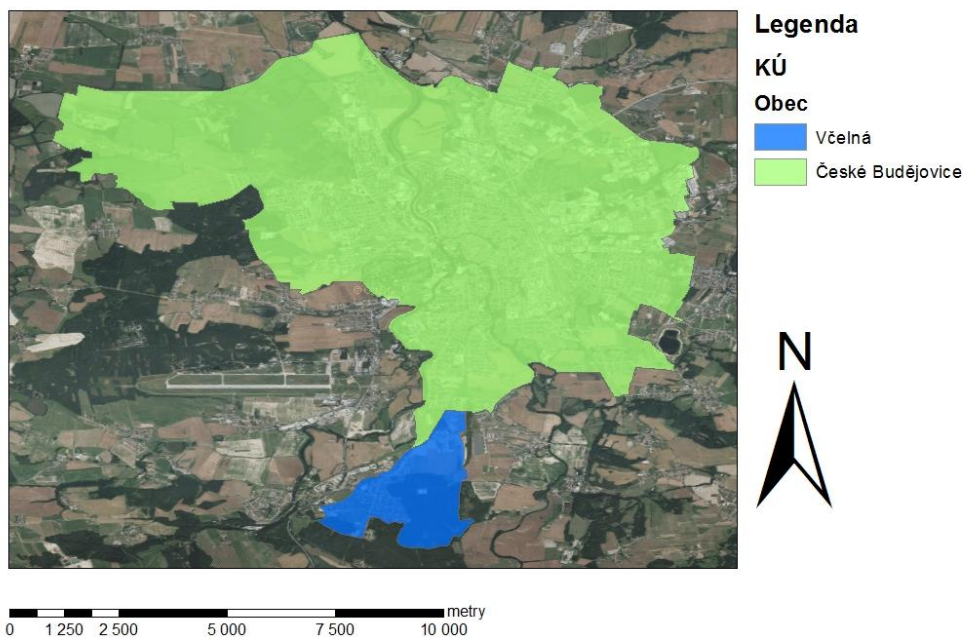 Legenda
KÚ
Obec
Včelná
České Budějovice
N
metry
0 1 250 2 500 5 000 7 500 10 000